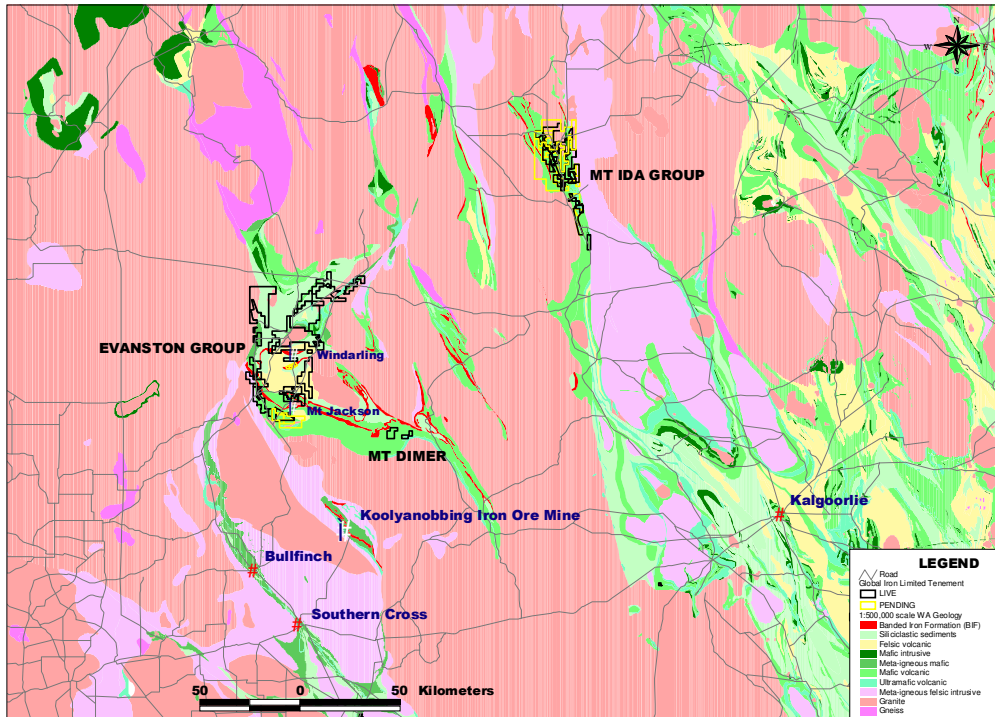 N
W E
S
MT IDA GROUP
EVANSTON GROUP
Windarling
Mt Jackson
MT DIMER
Kalgoorlie
Koolyanobbing Iron Ore Mine
Bullfinch
Southern Cross
50 0 50 Kilometers
LEGEND
Road
Global Iron Limited Tenement
LIVE
PENDING
1:500,000 scale WA Geology
Banded Iron Formation (BIF)
Siliciclastic sediments
Felsic volcanic
Mafic intrusive
Meta-igneous mafic
Mafic volcanic
Ultramafic volcanic
Meta-igneous felsic intrusive
Granite
Gneiss